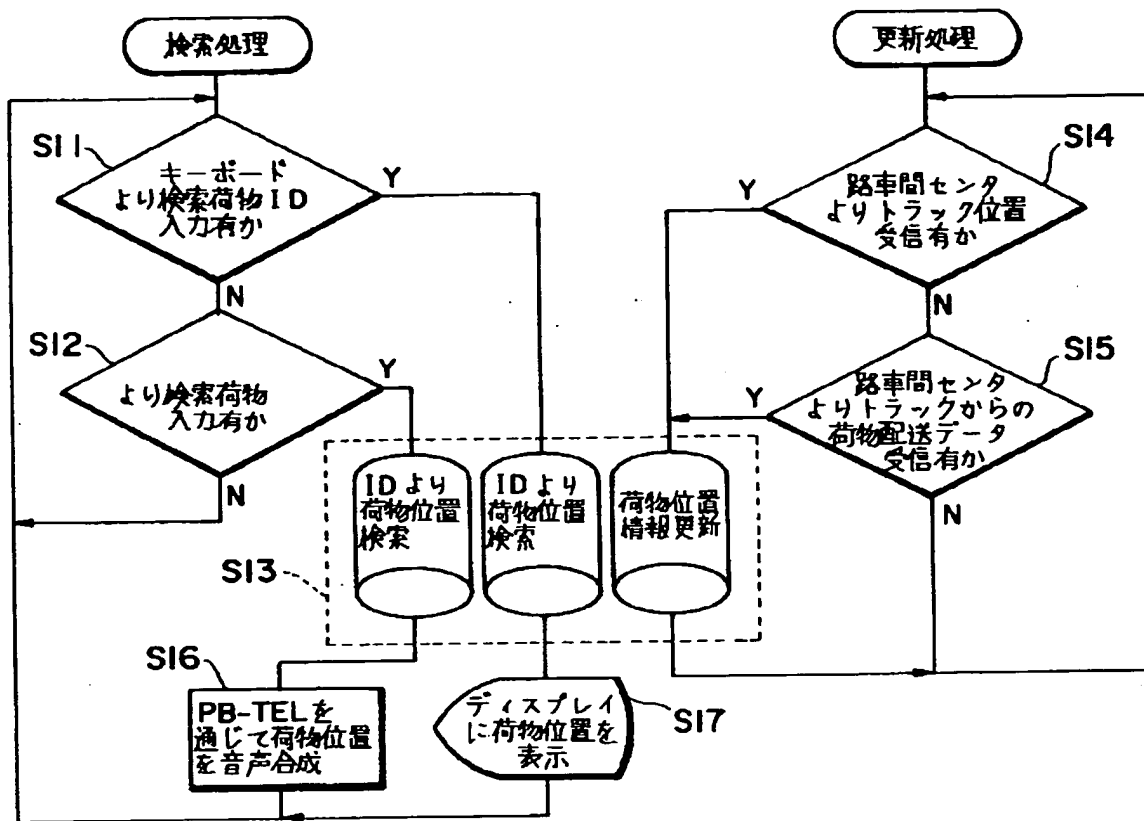 検索処理
S11
キーボード
より検索荷物ID
入力有か
Y
N
S12
より検索荷物
入力有か
Y
N
更新処理
S14
路車間センタ
よりトラック位置
受信有か
Y
N
S15
路車間センタ
よりトラックからの
荷物配送データ
受信有か
Y
N
S13
IDより
荷物位置
検索
IDより
荷物位置
検索
荷物位置
情報更新
S16
PB-TELを
通じて荷物位置
を音声合成
S17
ディスプレイ
に荷物位置を
表示